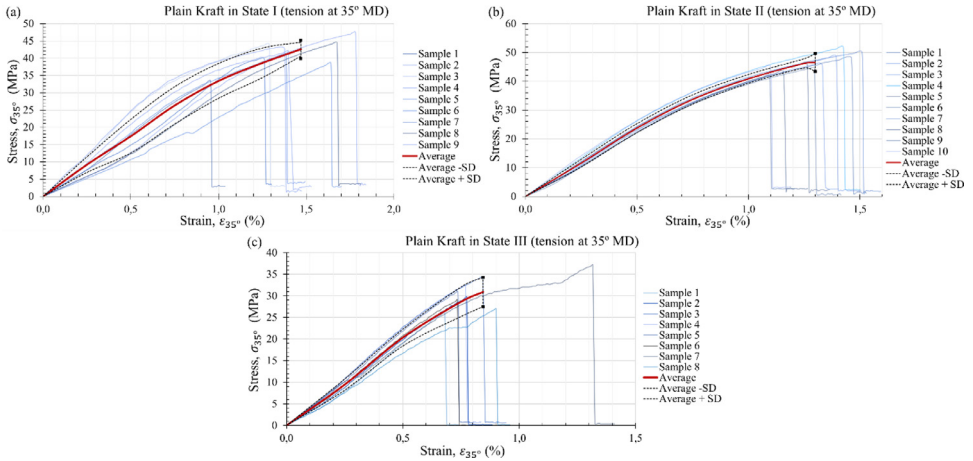 (a)
Plain Kraft in State I (tension at 35º MD)
Stress, σ35º (MPa)
50
45
40
35
30
25
20
15
10
5
0
0,0
0,5
1,0
1,5
2,0
Strain, ε35º (%)
Sample 1
Sample 2
Sample 3
Sample 4
Sample 5
Sample 6
Sample 7
Sample 8
Sample 9
Average
Average -SD
Average + SD
(b)
Plain Kraft in State II (tension at 35º MD)
Stress, σ35º (MPa)
60
50
40
30
20
10
0
0,0
0,5
1,0
1,5
Strain, ε35º (%)
Sample 1
Sample 2
Sample 3
Sample 4
Sample 5
Sample 6
Sample 7
Sample 8
Sample 9
Sample 10
Average
Average -SD
Average + SD
(c)
Plain Kraft in State III (tension at 35º MD)
Stress, σ35º (MPa)
40
35
30
25
20
15
10
5
0
0,0
0,5
1,0
1,5
Strain, ε35º (%)
Sample 1
Sample 2
Sample 3
Sample 4
Sample 5
Sample 6
Sample 7
Sample 8
Average
Average -SD
Average + SD